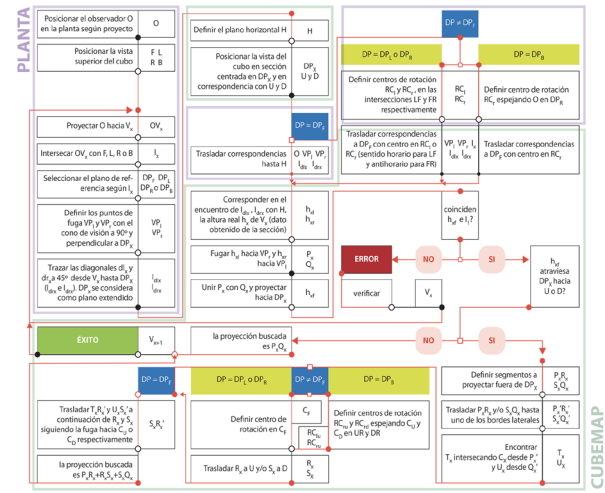 PLANTA
Posicionar el observador O
en la planta según proyecto
O
Posicionar la vista
superior del cubo
F L
R B
Proyectar O hacia Vx
OVx
Intersecar OVx con F, L, R o B
Ix
Seleccionar el plano de re-
ferencia según Ix
DPF, DPL
DPR o DPB
Definir los puntos de
fuga VPl y VPr con el
cono de visión a 90º y
perpendicular a DPX
VPl
VPr
Trazar las diagonales dlx y
drx a 45º desde Vx hasta DPX
(Idlx e Idrx). DPX se considera
como plano extendido
Idlx
Idrx
Definir el plano horizontal H
H
Posicionar la vista del
cubo en sección
centrada en DPX y en
correspondencia con U y D
DPX
U y D
DP = DPF
Trasladar correspondencias
hasta H
O VPl VPr
Idlx Idrx
DP ≠ DPF
DP = DPL o DPR
DP = DPB
Definir centros de rotación
RCl y RCr, en las
intersecciones LF y FR
respectivamente
RCl
RCr
Definir centro de rotación
RCr espejando O en DPR
Trasladar correspondencias
a DPF con centro en RCl o
RCr (sentido horario para LF
y antihorario para FR)
VPl VPr Ix
Idlx Idrx
Trasladar correspondencias
a DPF con centro en RCr
Corresponder en el
encuentro de Idlx, Idrx con H,
la altura real hx de Vx (dato
obtenido de la sección)
hxl
hxr
Fugar hxl hacia VPr y hxr
hacia VPl
Px
Qx
Unir Px con Qx y proyectar
hacia DPX
hxf
coinciden
hxf e Ix?
NO
SI
ERROR
verificar
Vx
hxf
atraviesa
DPX hacia
U o D?
ÉXITO
Vx+1
la proyección buscada
es PxQx
NO
SI
DP = DPF
DP = DPL o DPB
DP ≠ DPF
DP = DPB
Definir segmentos a
proyectar fuera de DPX
PxRx
SxQx
Trasladar TxRx' y UxSx' a
continuación de Rx y Sx
siguiendo la fuga hacia CU o
CD respectivamente
SxRx'
Definir centro de
rotación en CF
CF
RCru
RCru
Definir centros de rotación
RCru y RCrd espejando CU y
CD en UR y DR
Trasladar PxRx y/o SxQx hasta
uno de los bordes laterales
Px'Rx'
Sx'Qx'
la proyección buscada
es PxRx+RxSx+SxQx
Trasladar Rx a U y/o Sx a D
Rx
Sx
Encontrar
Tx intersecando CU desde Px'
y Ux desde Qx'
Tx
Ux
CUBEMAP